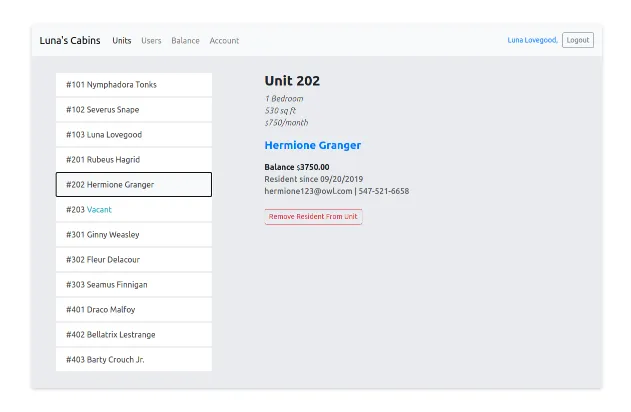 Luna's Cabins Units Users Balance Account Luna Lovegood, Logout
#101 Nymphadora Tonks
#102 Severus Snape
#103 Luna Lovegood
#201 Rubeus Hagrid
#202 Hermione Granger
#203 Vacant
#301 Ginny Weasley
#302 Fleur Delacour
#303 Seamus Finnigan
#401 Draco Malfoy
#402 Bellatrix Lestrange
#403 Barty Crouch Jr.
Unit 202
1 Bedroom
530 sq ft
$750/month
Hermione Granger
Balance $3750.00
Resident since 09/20/2019
hermione123@owl.com | 547-521-6658
Remove Resident From Unit